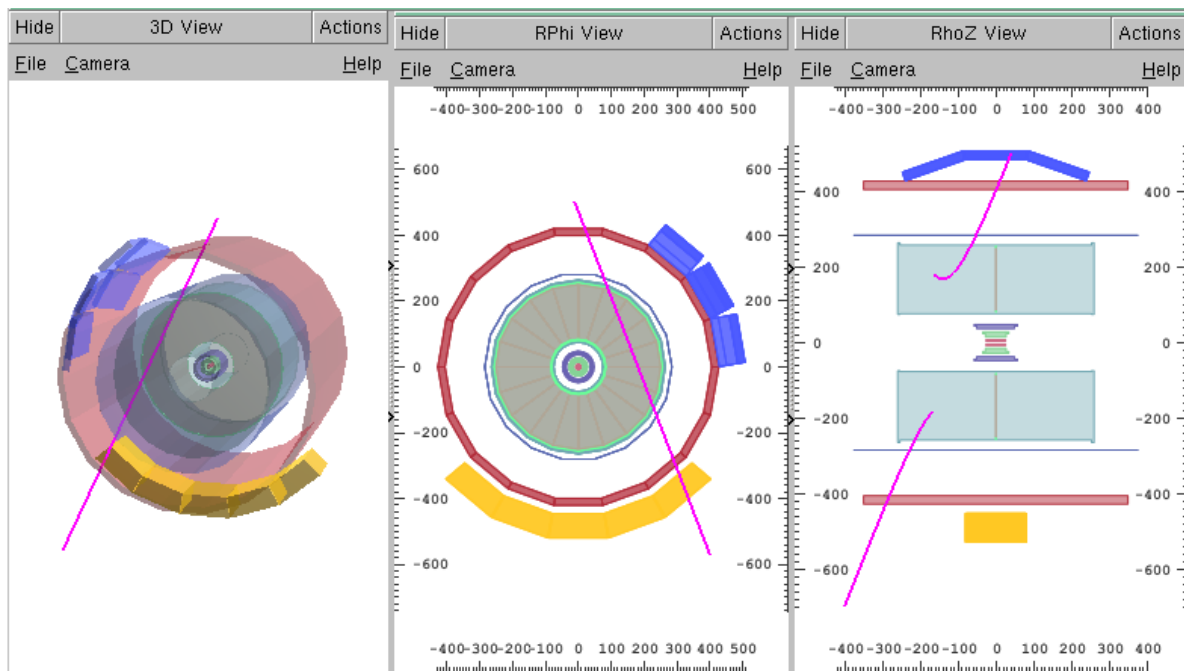 Hide 3D View Actions
File Camera Help
Hide RPhi View Actions
File Camera Help
-400-300-200-100 0 100 200 300 400 500
600 600
400 400
200 200
0 0
-200 -200
-400 -400
-600 -600
-400-300-200-100 0 100 200 300 400 500
Hide RhoZ View Actions
File Camera Help
-400 -300 -200 -100 0 100 200 300 400
400 400
200 200
0 0
-200 -200
-400 -400
-600 -600
-400 -300 -200 -100 0 100 200 300 400